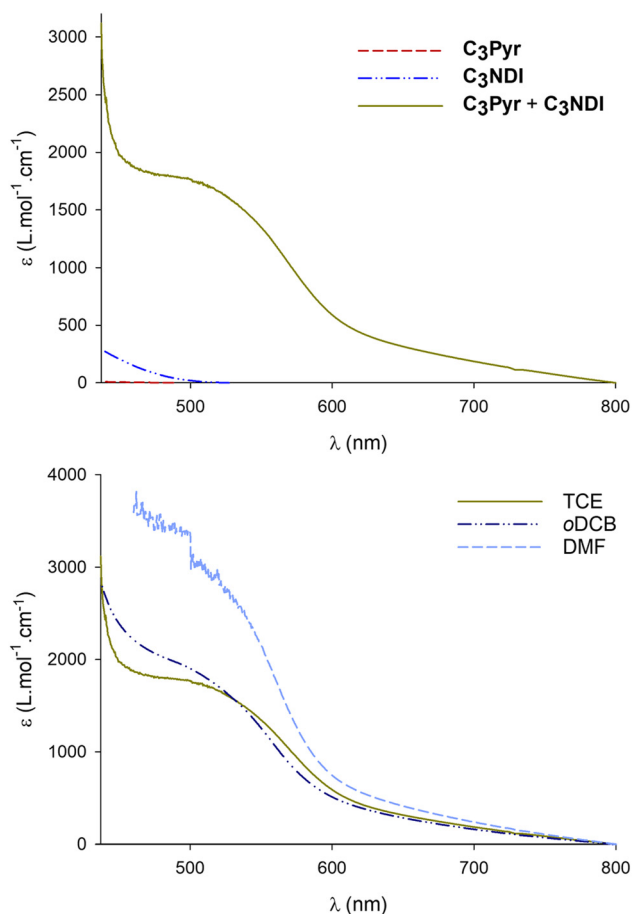 3000
2500
2000
1500
1000
500
0
ε (L.mol⁻¹.cm⁻¹)
C₃Pyr
C₃NDI
C₃Pyr + C₃NDI
500 600 700 800
λ (nm)
4000
3000
2000
1000
0
ε (L.mol⁻¹.cm⁻¹)
TCE
oDCB
DMF
500 600 700 800
λ (nm)